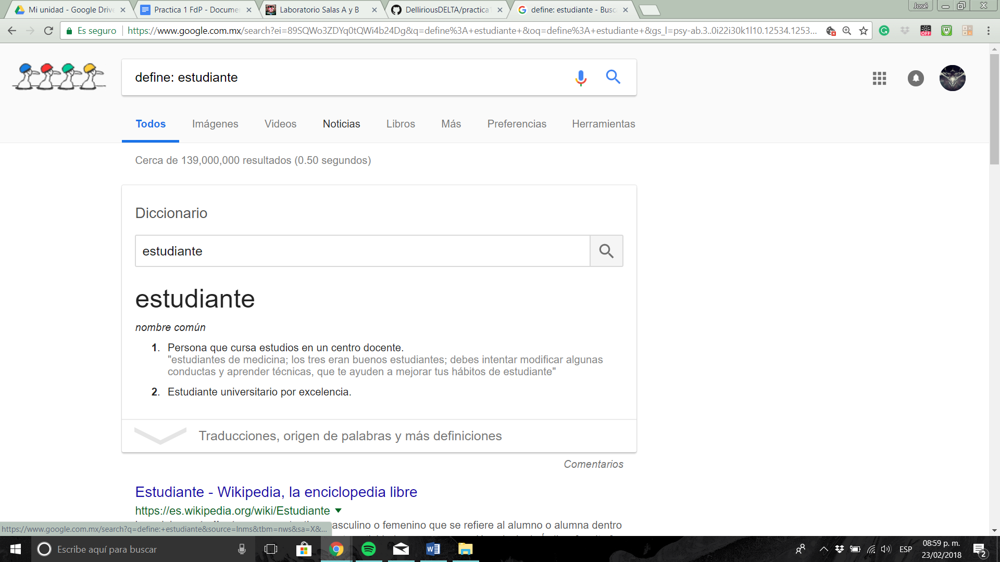 Mi unidad - Google Drive
Practica 1 FdP - Docume
Laboratorio Salas A y B
DelliriousDELTA/practica1
define: estudiante - Busc
José
Es seguro
https://www.google.com.mx/search?ei=89SQWo3ZDYq0tQWi4b24Dg&q=define%3A+estudiante+&oq=define%3A+estudiante+&gs_l=psy-ab.3..0i22i30k1l10.12534.1253...
OFF
define: estudiante
Todos
Imágenes
Videos
Noticias
Libros
Más
Preferencias
Herramientas
Cerca de 139,000,000 resultados (0.50 segundos)
Diccionario
estudiante
estudiante
nombre común
1. Persona que cursa estudios en un centro docente.
"estudiantes de medicina; los tres eran buenos estudiantes; debes intentar modificar algunas
conductas y aprender técnicas, que te ayuden a mejorar tus hábitos de estudiante"
2. Estudiante universitario por excelencia.
Traducciones, origen de palabras y más definiciones
Comentarios
Estudiante - Wikipedia, la enciclopedia libre
https://es.wikipedia.org/wiki/Estudiante
asculino o femenino que se refiere al alumno o alumna dentro
https://www.google.com.mx/search?q=define:+estudiante&source=lnms&tbm=nws&sa=X&...
Escribe aquí para buscar
ESP
08:59 p. m.
23/02/2018
2